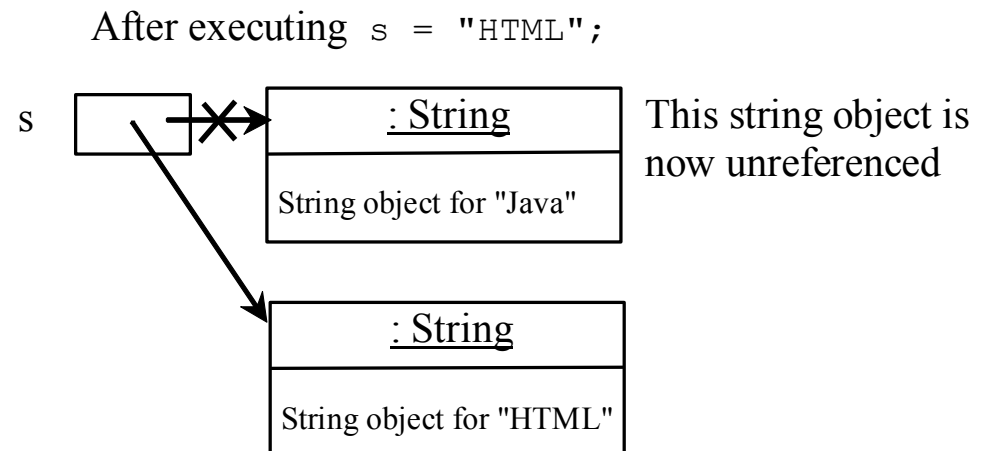 After executing s = "HTML";
s
: String
This string object is
now unreferenced
String object for "Java"
: String
String object for "HTML"